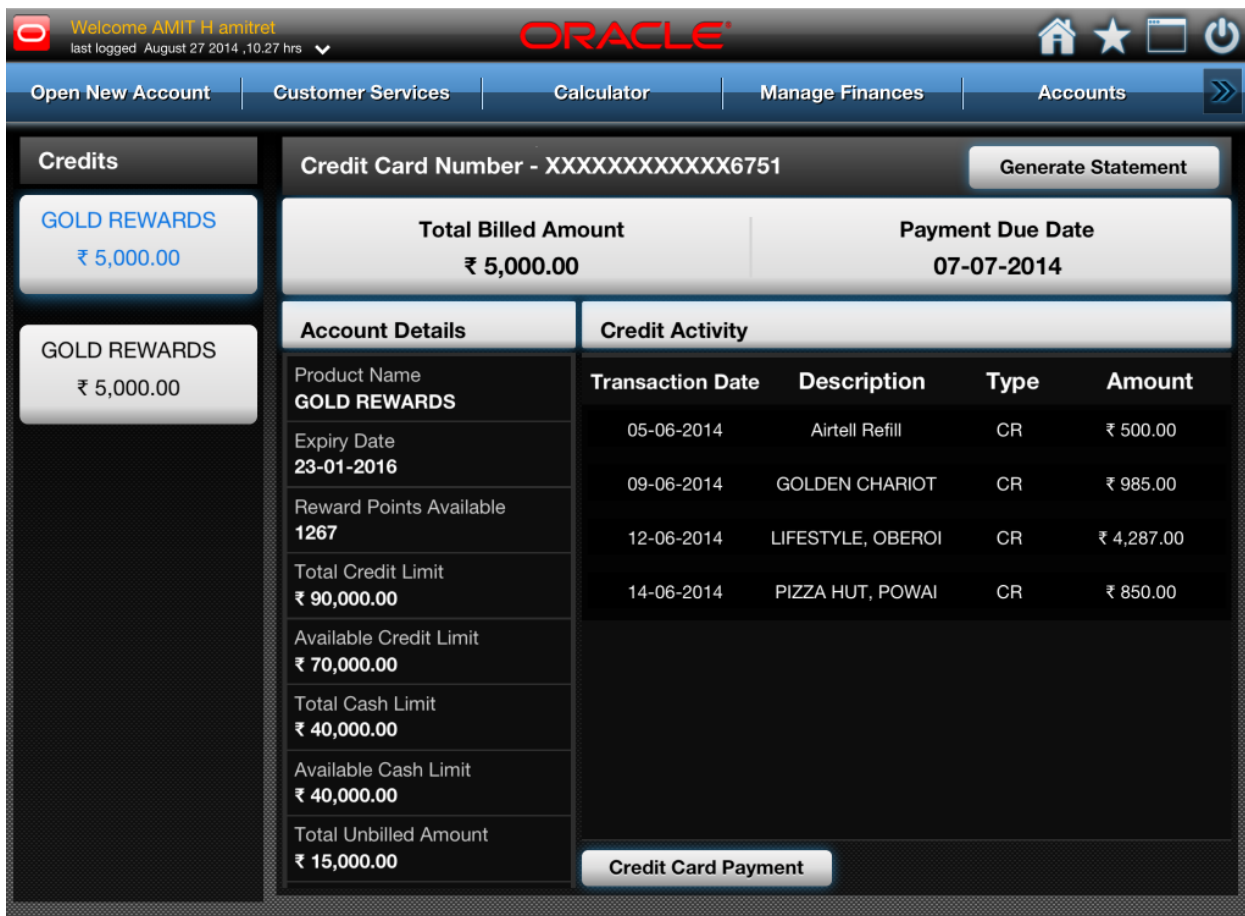 Welcome AMIT H amitret
last logged August 27 2014 ,10.27 hrs
ORACLE
Open New Account
Customer Services
Calculator
Manage Finances
Accounts
Credits
GOLD REWARDS
₹ 5,000.00
GOLD REWARDS
₹ 5,000.00
Credit Card Number - XXXXXXXXXXXX6751
Generate Statement
Total Billed Amount
₹ 5,000.00
Payment Due Date
07-07-2014
Account Details
Product Name
GOLD REWARDS
Expiry Date
23-01-2016
Reward Points Available
1267
Total Credit Limit
₹ 90,000.00
Available Credit Limit
₹ 70,000.00
Total Cash Limit
₹ 40,000.00
Available Cash Limit
₹ 40,000.00
Total Unbilled Amount
₹ 15,000.00
Credit Activity
Transaction Date Description Type Amount
05-06-2014 Airtell Refill CR ₹ 500.00
09-06-2014 GOLDEN CHARIOT CR ₹ 985.00
12-06-2014 LIFESTYLE, OBEROI CR ₹ 4,287.00
14-06-2014 PIZZA HUT, POWAI CR ₹ 850.00
Credit Card Payment